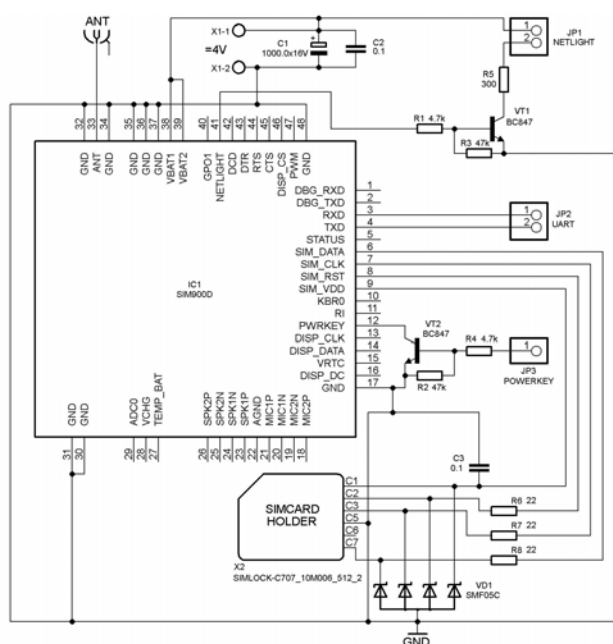 ANT
X1-1
=4V
X1-2
+
C1
1000.0x16V
C2
0.1
1
2
JP1
NETLIGHT
R5
300
VT1
BC847
R1 4.7k
R3 47k
32
33
34
35
36
37
38
39
40
41
42
43
44
45
46
47
48
GND
ANT
GND
GND
GND
GND
VBAT1
VBAT2
GPO1
NETLIGHT
DCD
DTR
RTS
CTS
DISP_CS
PWM
GND
DBG_RXD 1
DBG_TXD 2
RXD 3
TXD 4
STATUS 5
SIM_DATA 6
SIM_CLK 7
SIM_RST 8
SIM_VDD 9
KBR0 10
RI 11
PWRKEY 12
DISP_CLK 13
DISP_DATA 14
VRTC 15
DISP_DC 16
GND 17
1
2
JP2
UART
IC1
SIM900D
VT2
BC847
R4 4.7k
1
JP3
POWERKEY
R2 47k
GND
GND
ADC0
VCHG
TEMP_BAT
SPK2P
SPK2N
SPK1N
SPK1P
AGND
MIC1P
MIC1N
MIC2N
MIC2P
31
30
29
28
27
26
25
24
23
22
21
20
19
18
C3
0.1
SIMCARD
HOLDER
C1
C2
C3
C5
C6
C7
X2
SIMLOCK-C707_10M006_512_2
R6 22
R7 22
R8 22
VD1
SMF05C
GND